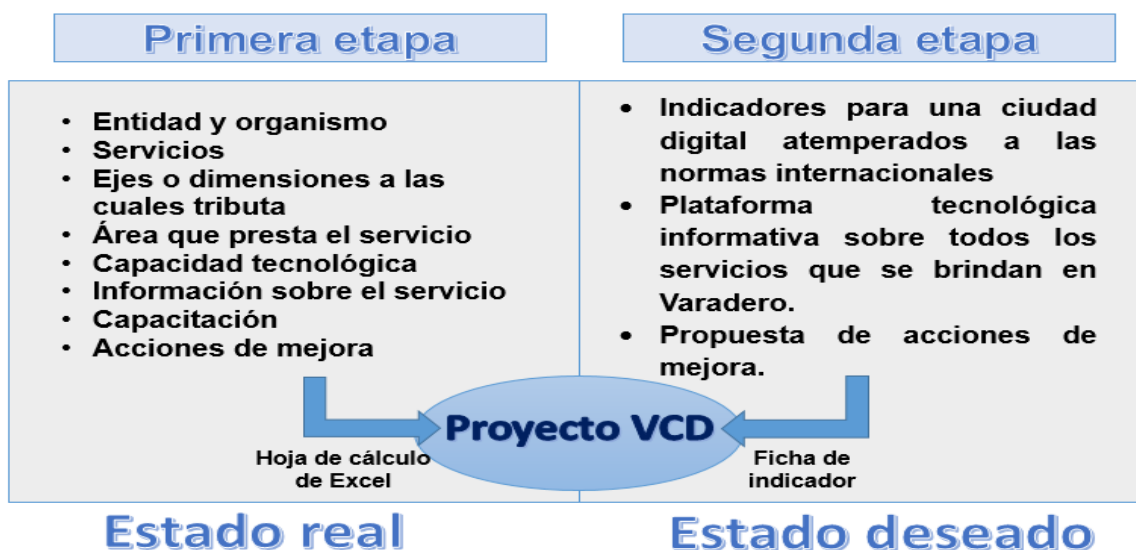 Primera etapa
Segunda etapa
• Entidad y organismo
• Servicios
• Ejes o dimensiones a las
cuales tributa
• Área que presta el servicio
• Capacidad tecnológica
• Información sobre el servicio
• Capacitación
• Acciones de mejora
• Indicadores para una ciudad
digital atemperados a las
normas internacionales
• Plataforma tecnológica
informativa sobre todos los
servicios que se brindan en
Varadero.
• Propuesta de acciones de
mejora.
Proyecto VCD
Hoja de cálculo
de Excel
Ficha de
indicador
Estado real
Estado deseado